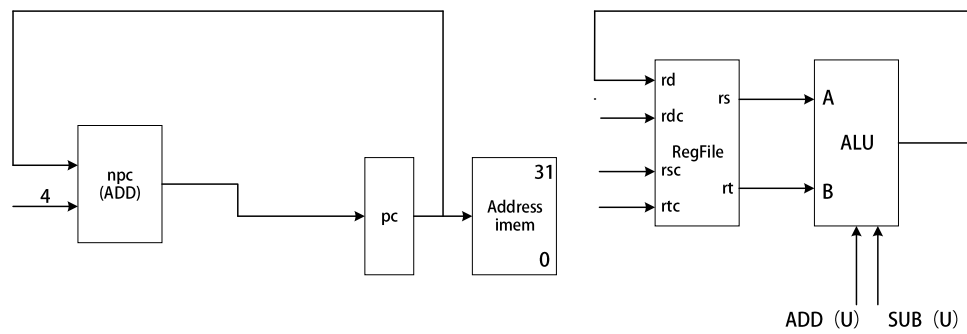 4
npc
(ADD)
pc
31
Address
imem
0
rd
rdc
rsc
rtc
RegFile
rs
rt
A
B
ALU
ADD（U）
SUB（U）